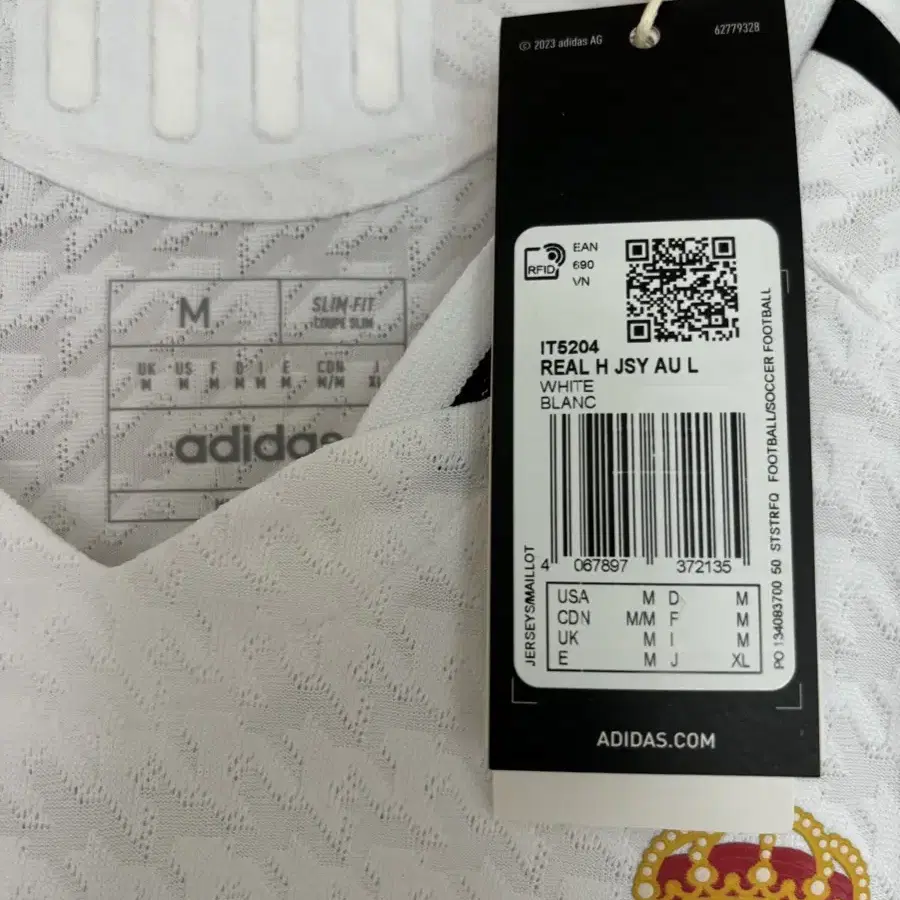 © 2023 adidas AG
62779328
RFID
EAN
690
VN
IT5204
REAL H JSY AU L
WHITE
BLANC
4 067897 372135
USA M D M
CDN M/M F M
UK M I M
E M J XL
JERSEYS/MAILLOT
PO 134083700 50 STSTRFQ FOOTBALL/SOCCER FOOTBALL
ADIDAS.COM
M
SLIM-FIT
COUPE SLIM
UK US F D I E CDN J
M M M M M M M/M XL
adidas